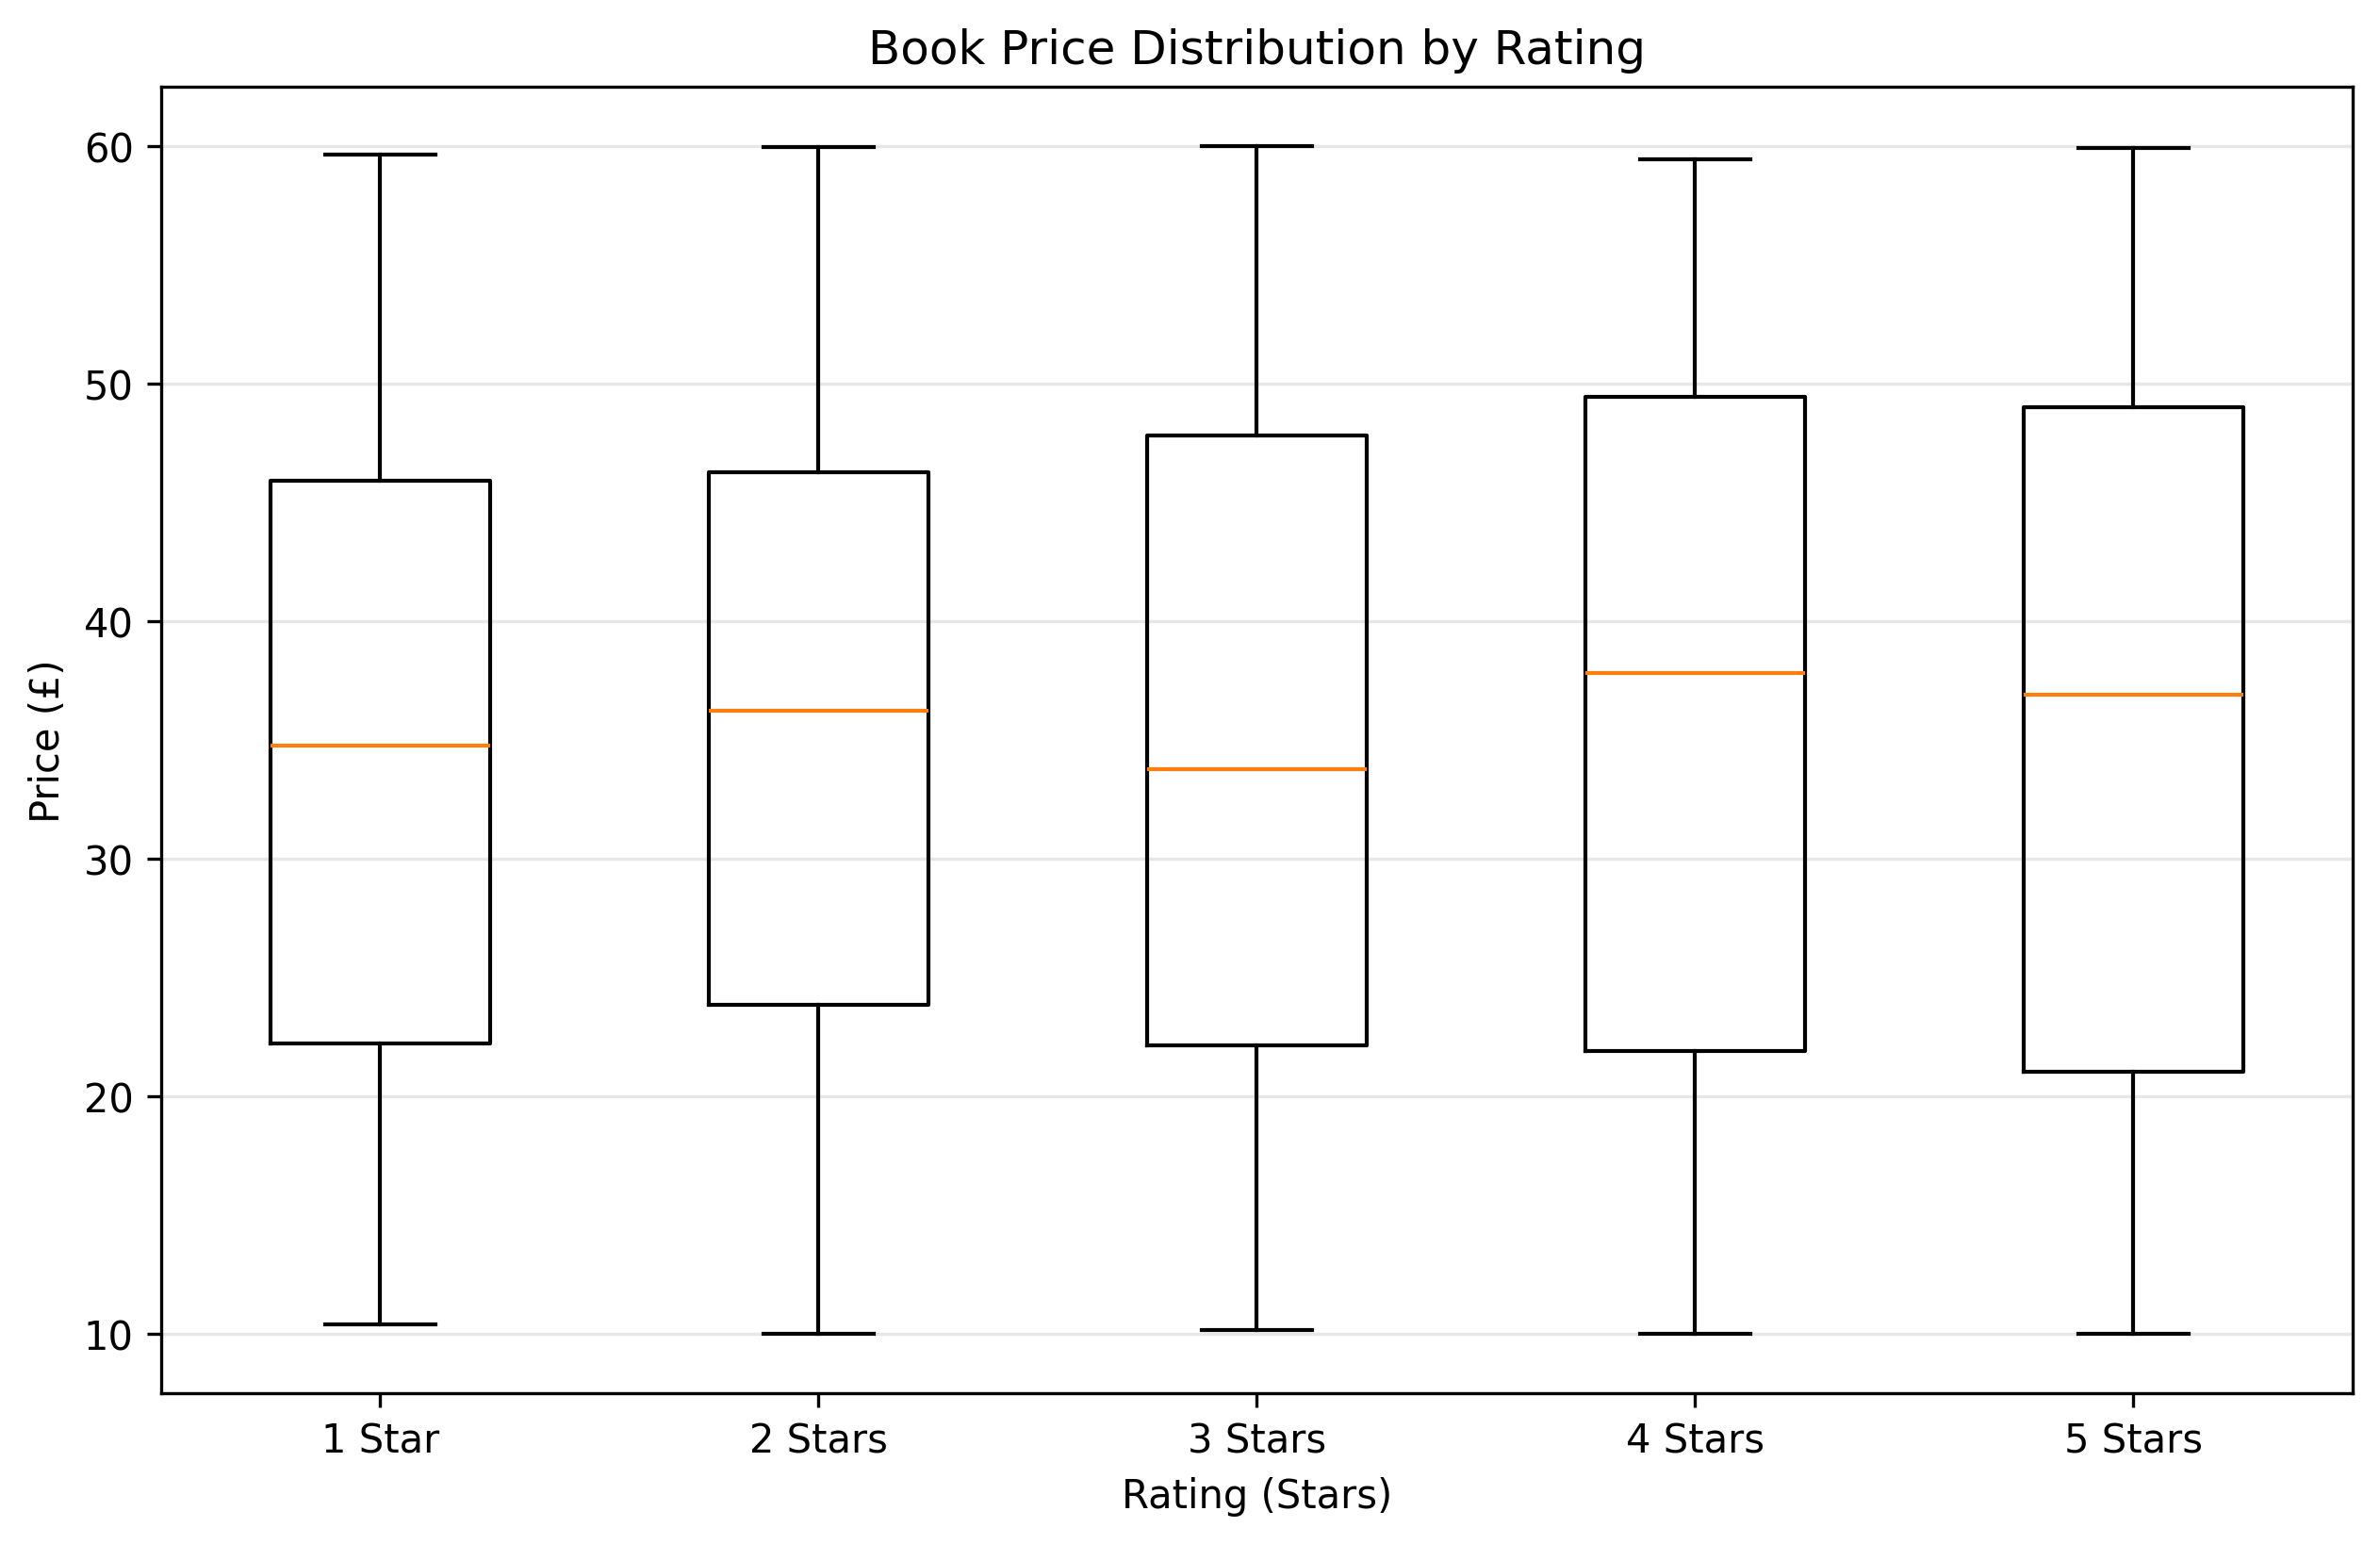 Book Price Distribution by Rating
60
50
40
30
20
10
Price (£)
1 Star
2 Stars
3 Stars
4 Stars
5 Stars
Rating (Stars)